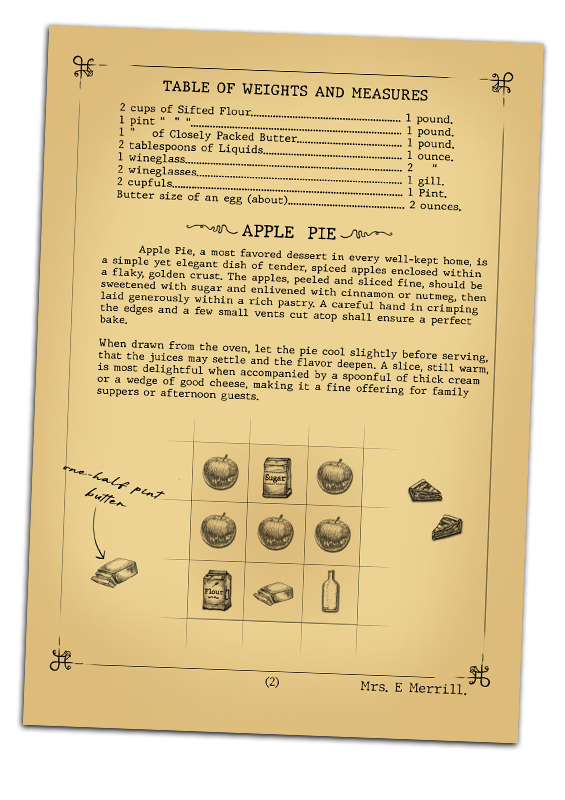 TABLE OF WEIGHTS AND MEASURES
2 cups of Sifted Flour........................................ 1 pound.
1 pint " " "........................................ 1 pound.
1 " of Closely Packed Butter........................................ 1 pound.
2 tablespoons of Liquids........................................ 1 ounce.
1 wineglass........................................ 2 "
2 wineglasses........................................ 1 gill.
2 cupfuls........................................ 1 Pint.
Butter size of an egg (about)........................................ 2 ounces.
APPLE PIE
Apple Pie, a most favored dessert in every well-kept home, is
a simple yet elegant dish of tender, spiced apples enclosed within
a flaky, golden crust. The apples, peeled and sliced fine, should be
sweetened with sugar and enlivened with cinnamon or nutmeg, then
laid generously within a rich pastry. A careful hand in crimping
the edges and a few small vents cut atop shall ensure a perfect
bake.
When drawn from the oven, let the pie cool slightly before serving,
that the juices may settle and the flavor deepen. A slice, still warm,
is most delightful when accompanied by a spoonful of thick cream
or a wedge of good cheese, making it a fine offering for family
suppers or afternoon guests.
one-half pint
butter
Sugar
Flour
(2)
Mrs. E Merrill.